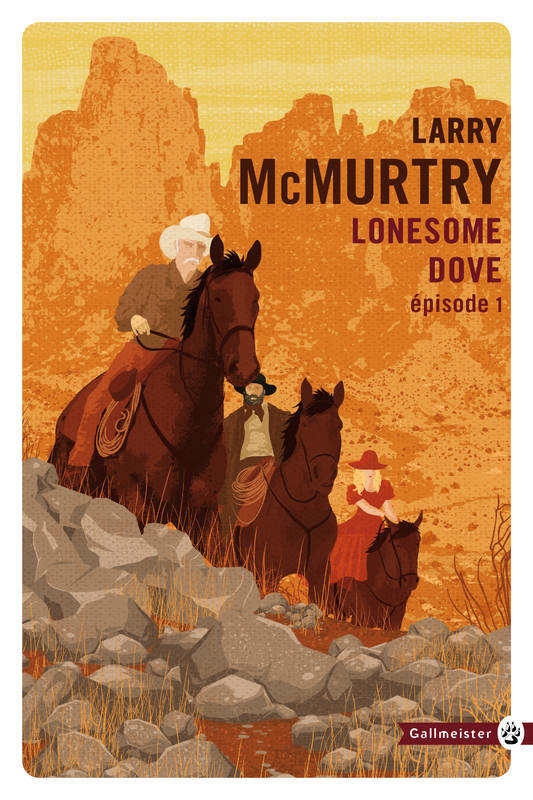 LARRY
McMURTRY
LONESOME
DOVE
épisode 1
Gallmeister